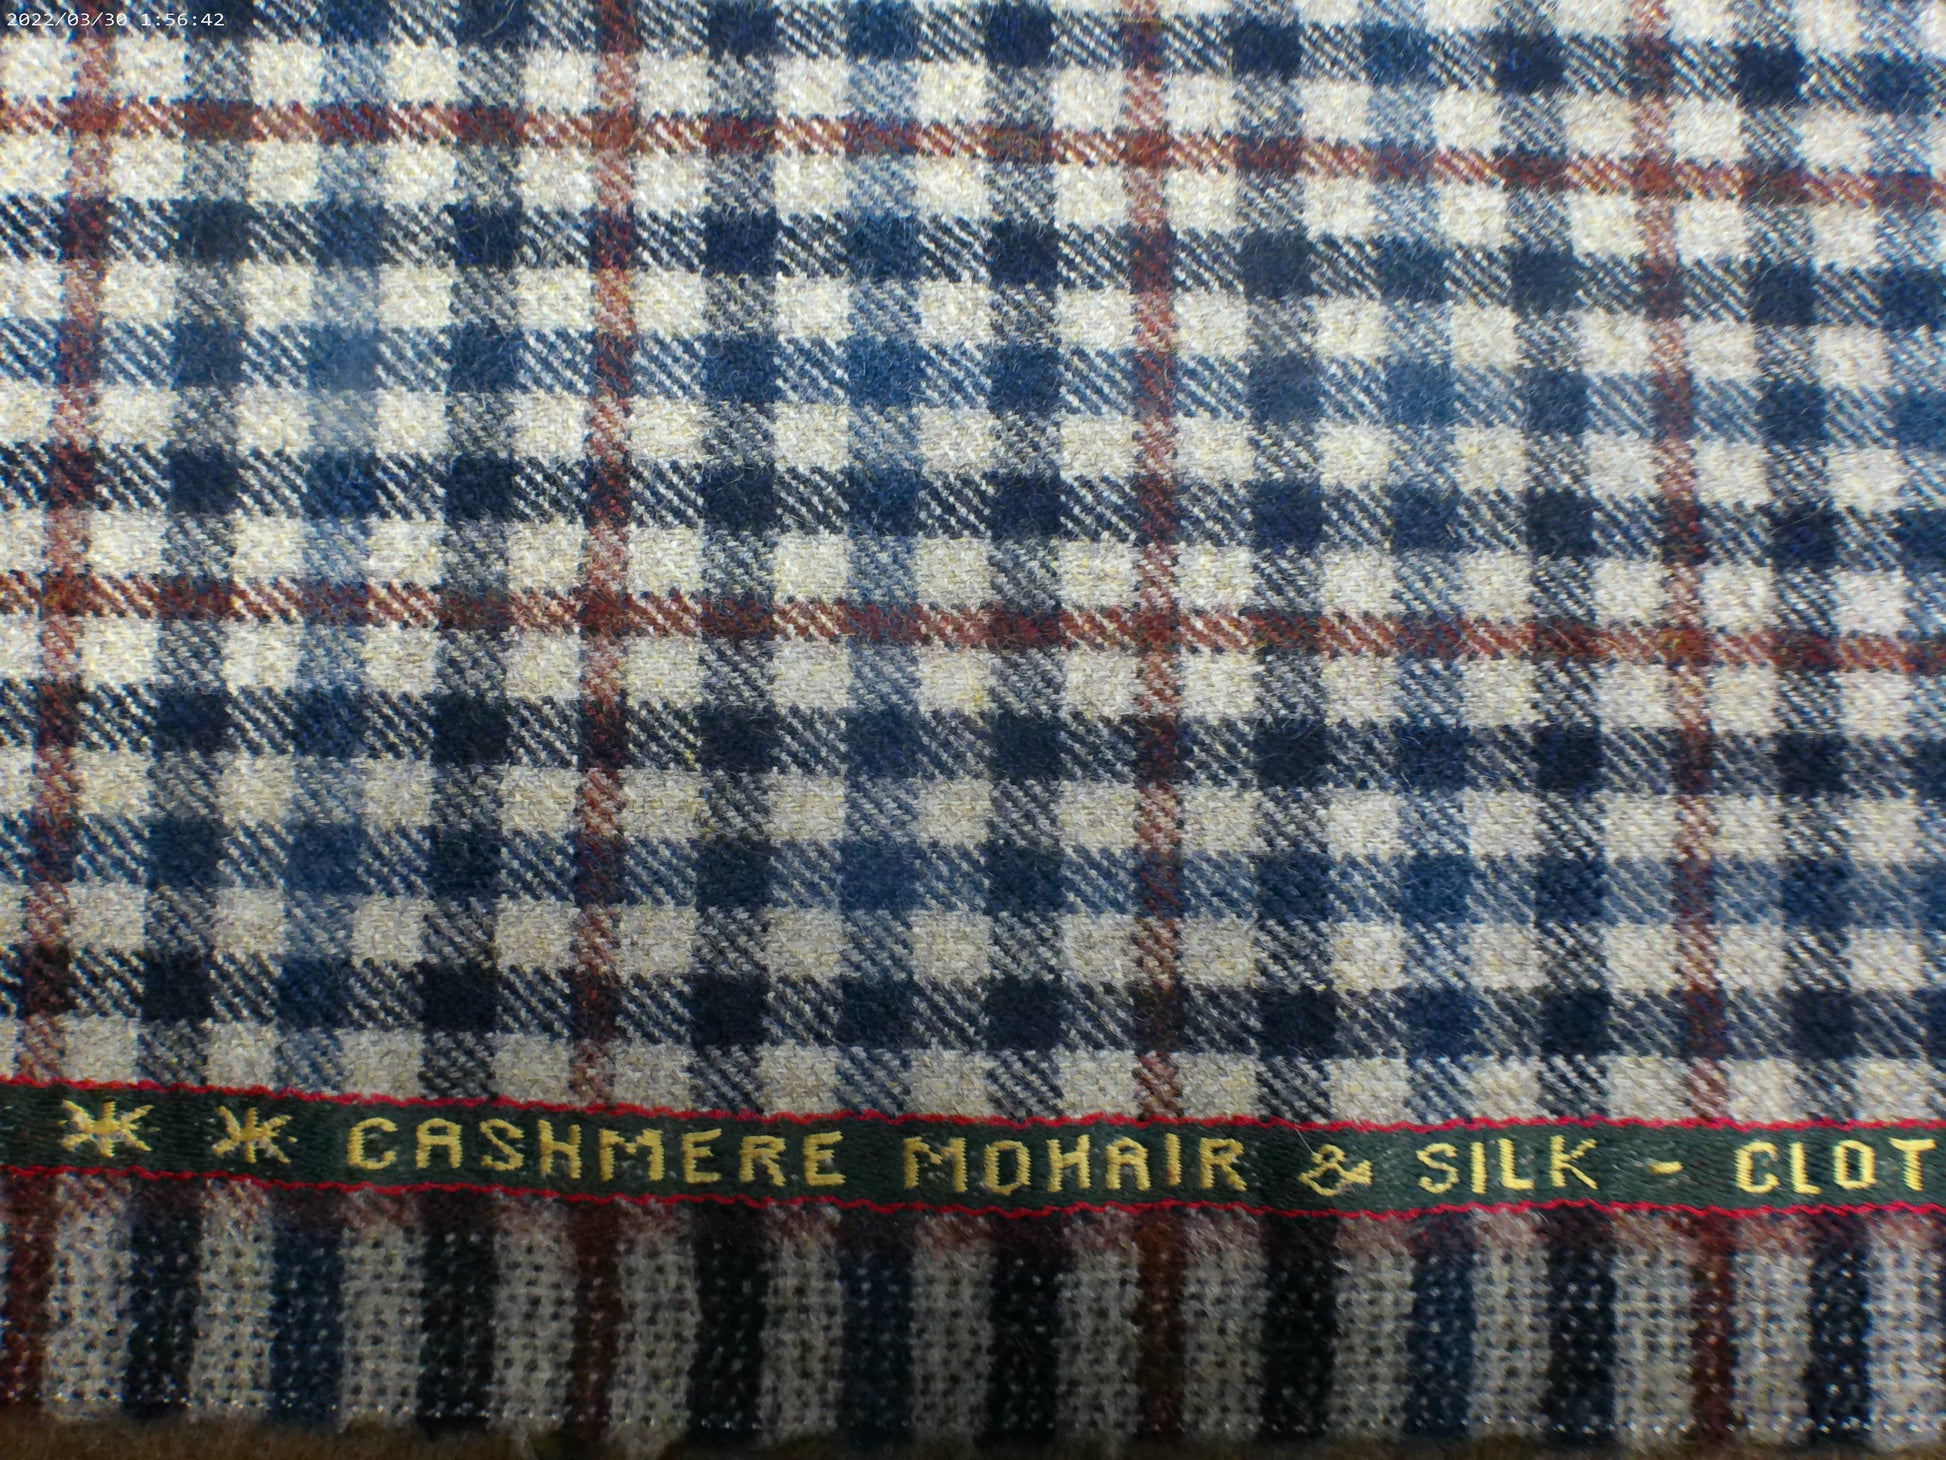 2022/03/30 1:56:42
CASHMERE MOHAIR & SILK - CLOT